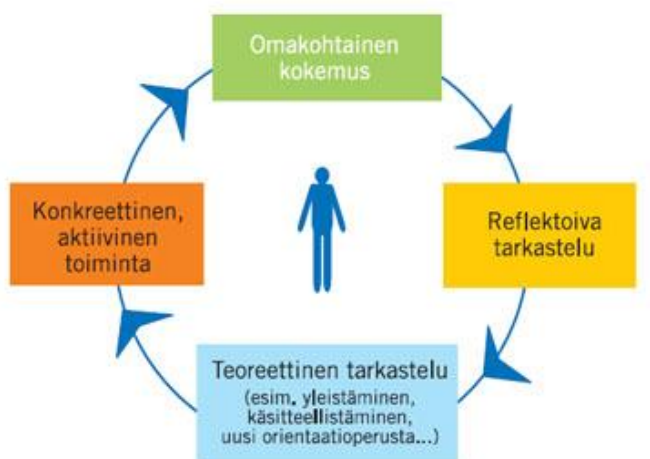 Omakohtainen
kokemus
Konkreettinen,
aktiivinen
toiminta
Reflektoiva
tarkastelu
Teoreettinen tarkastelu
(esim. yleistäminen,
käsitteellistäminen,
uusi orientaatioperusta...)